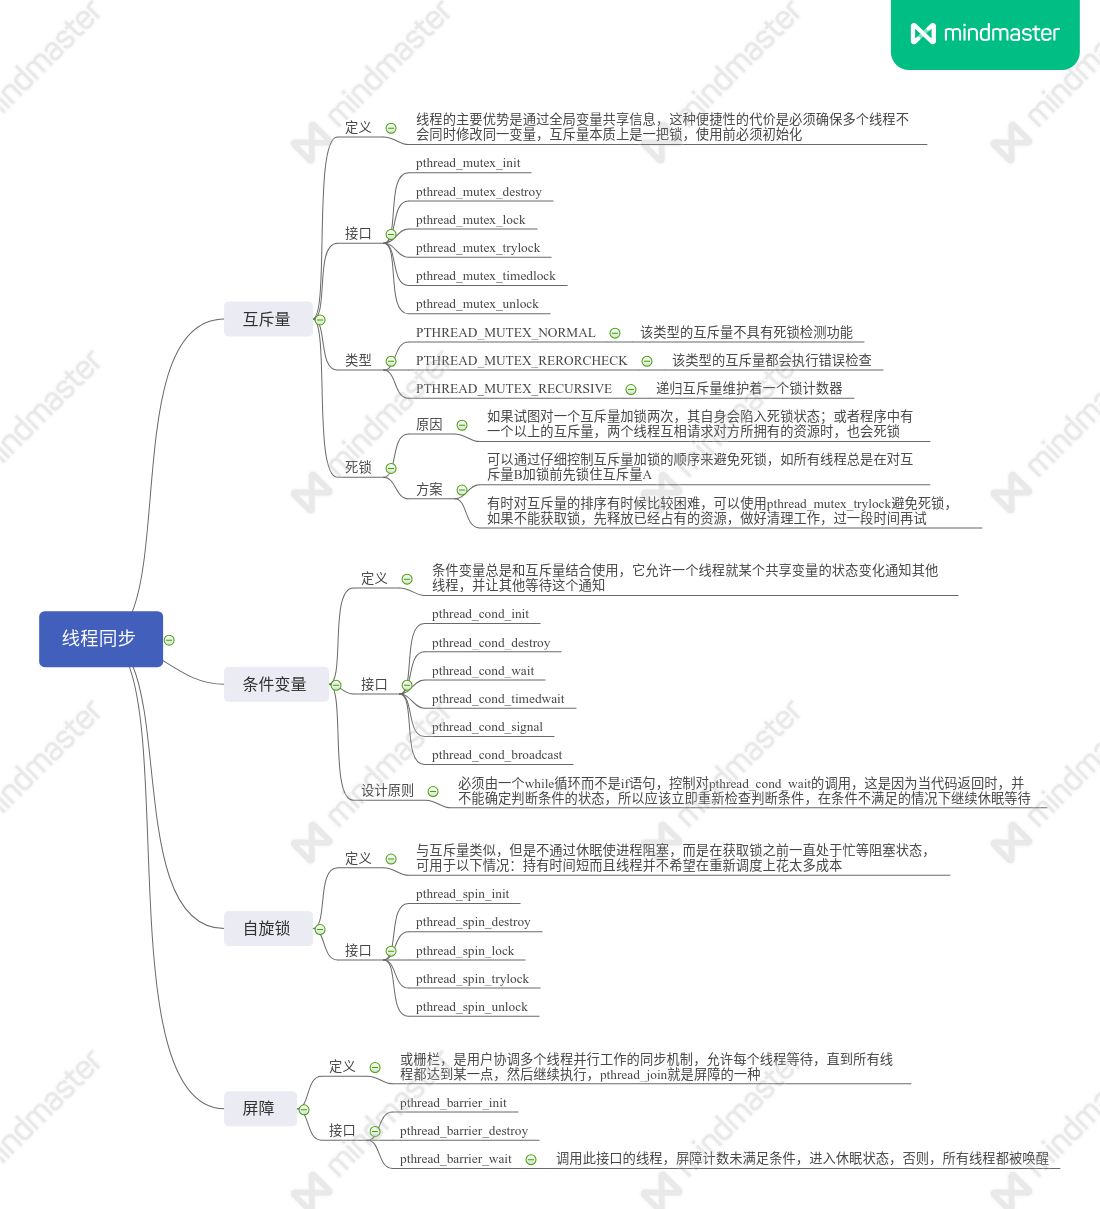 mindmaster
线程同步
互斥量
定义
线程的主要优势是通过全局变量共享信息，这种便捷性的代价是必须确保多个线程不
会同时修改同一变量，互斥量本质上是一把锁，使用前必须初始化
接口
pthread_mutex_init
pthread_mutex_destroy
pthread_mutex_lock
pthread_mutex_trylock
pthread_mutex_timedlock
pthread_mutex_unlock
类型
PTHREAD_MUTEX_NORMAL
该类型的互斥量不具有死锁检测功能
PTHREAD_MUTEX_RERORCHECK
该类型的互斥量都会执行错误检查
PTHREAD_MUTEX_RECURSIVE
递归互斥量维护着一个锁计数器
死锁
原因
如果试图对一个互斥量加锁两次，其自身会陷入死锁状态；或者程序中有
一个以上的互斥量，两个线程互相请求对方所拥有的资源时，也会死锁
方案
可以通过仔细控制互斥量加锁的顺序来避免死锁，如所有线程总是在对互
斥量B加锁前先锁住互斥量A
有时对互斥量的排序有时候比较困难，可以使用pthread_mutex_trylock避免死锁，
如果不能获取锁，先释放已经占有的资源，做好清理工作，过一段时间再试
条件变量
定义
条件变量总是和互斥量结合使用，它允许一个线程就某个共享变量的状态变化通知其他
线程，并让其他等待这个通知
接口
pthread_cond_init
pthread_cond_destroy
pthread_cond_wait
pthread_cond_timedwait
pthread_cond_signal
pthread_cond_broadcast
设计原则
必须由一个while循环而不是if语句，控制对pthread_cond_wait的调用，这是因为当代码返回时，并
不能确定判断条件的状态，所以应该立即重新检查判断条件，在条件不满足的情况下继续休眠等待
自旋锁
定义
与互斥量类似，但是不通过休眠使进程阻塞，而是在获取锁之前一直处于忙等阻塞状态，
可用于以下情况：持有时间短而且线程并不希望在重新调度上花太多成本
接口
pthread_spin_init
pthread_spin_destroy
pthread_spin_lock
pthread_spin_trylock
pthread_spin_unlock
屏障
定义
或栅栏，是用户协调多个线程并行工作的同步机制，允许每个线程等待，直到所有线
程都达到某一点，然后继续执行，pthread_join就是屏障的一种
接口
pthread_barrier_init
pthread_barrier_destroy
pthread_barrier_wait
调用此接口的线程，屏障计数未满足条件，进入休眠状态，否则，所有线程都被唤醒